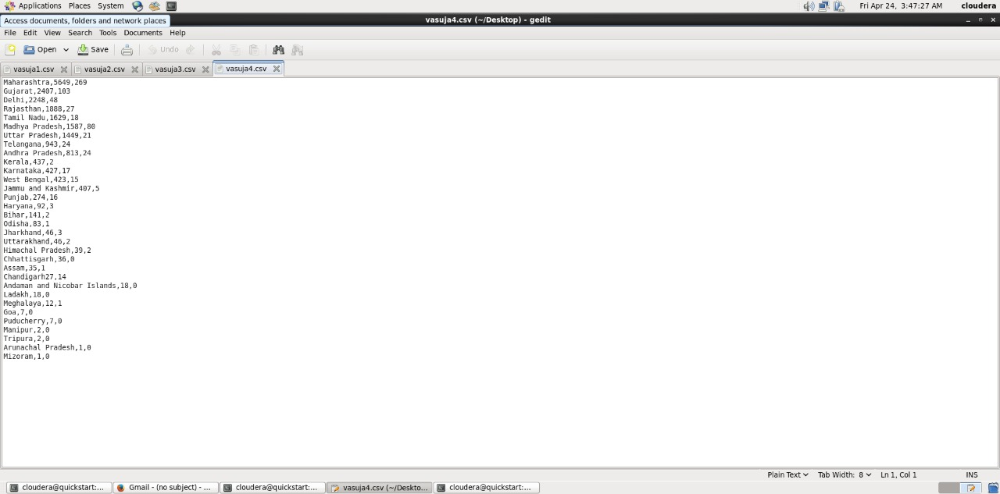 Applications Places System Fri Apr 24, 3:47:27 AM cloudera
Access documents, folders and network places
vasuja4.csv (~/Desktop) - gedit
File Edit View Search Tools Documents Help
Open Save Undo
vasuja1.csv vasuja2.csv vasuja3.csv vasuja4.csv
Maharashtra,5649,269
Gujarat,2407,103
Delhi,2248,48
Rajasthan,1888,27
Tamil Nadu,1629,18
Madhya Pradesh,1587,80
Uttar Pradesh,1449,21
Telangana,943,24
Andhra Pradesh,813,24
Kerala,437,2
Karnataka,427,17
West Bengal,423,15
Jammu and Kashmir,407,5
Punjab,274,16
Haryana,92,3
Bihar,141,2
Odisha,83,1
Jharkhand,46,3
Uttarakhand,46,2
Himachal Pradesh,39,2
Chhattisgarh,36,0
Assam,35,1
Chandigarh27,14
Andaman and Nicobar Islands,18,0
Ladakh,18,0
Meghalaya,12,1
Goa,7,0
Puducherry,7,0
Manipur,2,0
Tripura,2,0
Arunachal Pradesh,1,0
Mizoram,1,0
Plain Text Tab Width: 8 Ln 1, Col 1 INS
cloudera@quickstart:... Gmail - (no subject) - ... cloudera@quickstart:... vasuja4.csv (~/Deskto... cloudera@quickstart:...